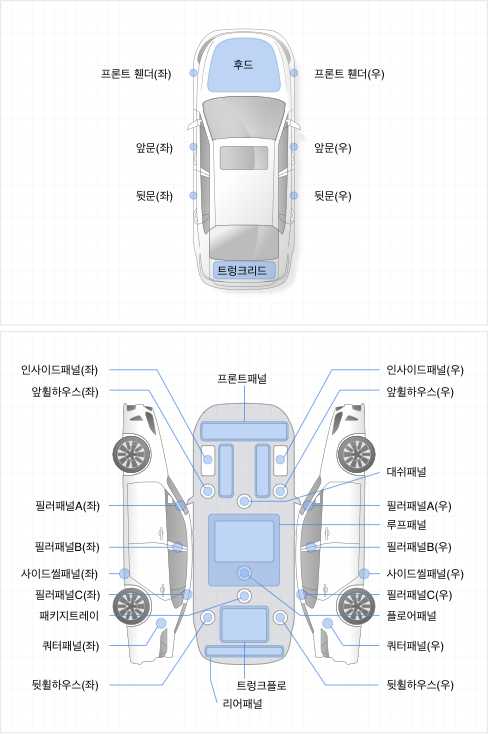 후드
프론트 휀더(좌)
프론트 휀더(우)
앞문(좌)
앞문(우)
뒷문(좌)
뒷문(우)
트렁크리드
인사이드패널(좌)
인사이드패널(우)
프론트패널
앞휠하우스(좌)
앞휠하우스(우)
대쉬패널
필러패널A(좌)
필러패널A(우)
루프패널
필러패널B(좌)
필러패널B(우)
사이드씰패널(좌)
사이드씰패널(우)
필러패널C(좌)
필러패널C(우)
패키지트레이
플로어패널
쿼터패널(좌)
쿼터패널(우)
뒷휠하우스(좌)
트렁크플로
뒷휠하우스(우)
리어패널